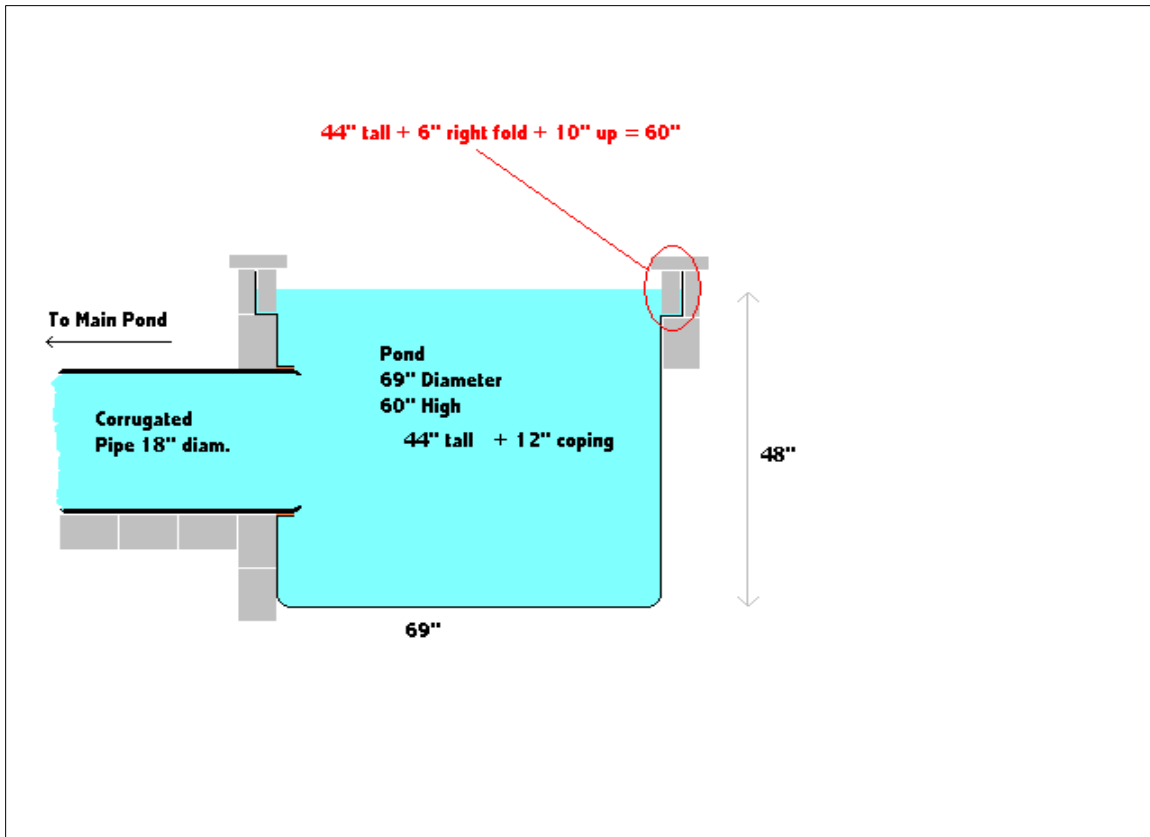 44" tall + 6" right fold + 10" up = 60"
To Main Pond
Pond
69" Diameter
60" High
44" tall + 12" coping
Corrugated
Pipe 18" diam.
48"
69"